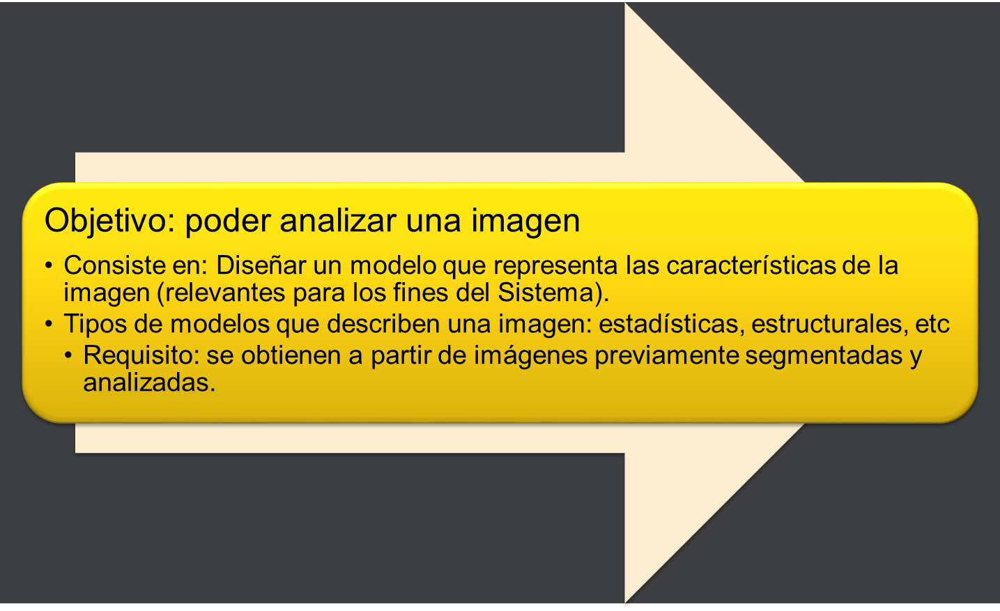 Objetivo: poder analizar una imagen
• Consiste en: Diseñar un modelo que representa las características de la
imagen (relevantes para los fines del Sistema).
• Tipos de modelos que describen una imagen: estadísticas, estructurales, etc
• Requisito: se obtienen a partir de imágenes previamente segmentadas y
analizadas.